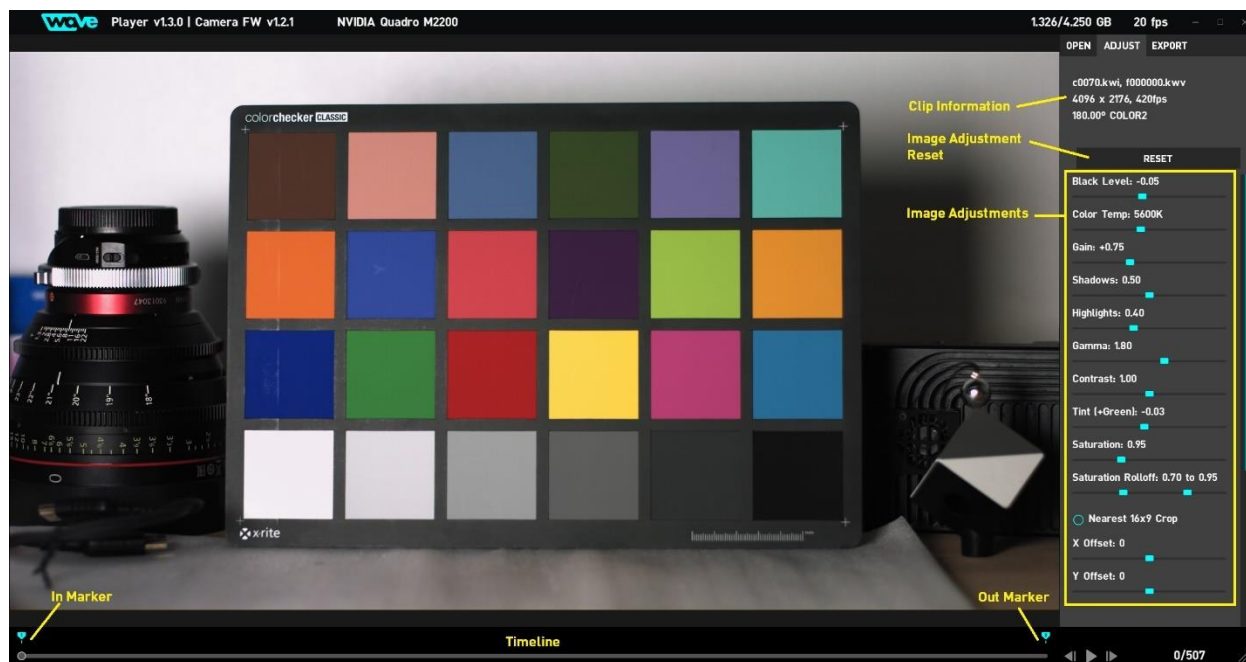 wave Player v1.3.0 | Camera FW v1.2.1 NVIDIA Quadro M2200 1.326/4.250 GB 20 fps
OPEN ADJUST EXPORT
c0070.kwi, f000000.kwv
4096 x 2176, 420fps
180.00° COLOR2
Clip Information
Image Adjustment
Reset
RESET
Image Adjustments
Black Level: -0.05
Color Temp: 5600K
Gain: +0.75
Shadows: 0.50
Highlights: 0.40
Gamma: 1.80
Contrast: 1.00
Tint (+Green): -0.03
Saturation: 0.95
Saturation Rolloff: 0.70 to 0.95
Nearest 16x9 Crop
X Offset: 0
Y Offset: 0
colorchecker CLASSIC
x-rite
In Marker
Out Marker
Timeline
0/507